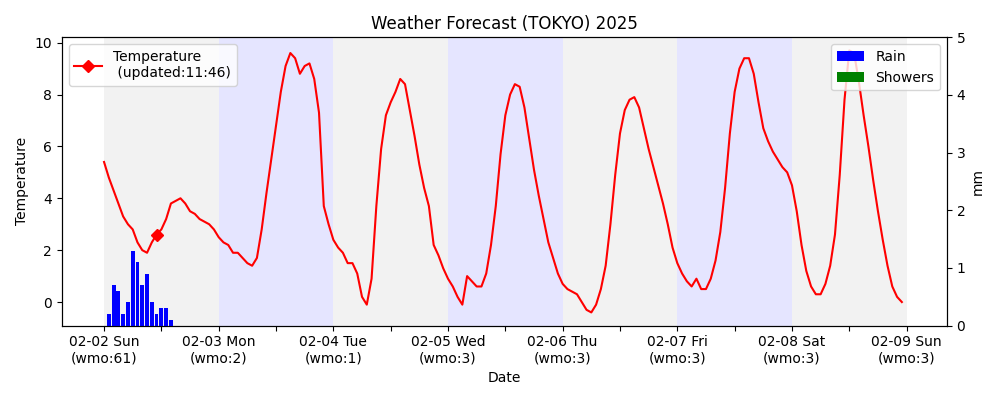 Weather Forecast (TOKYO) 2025
Temperature
(updated:11:46)
Rain
Showers
10
8
6
4
2
0
Temperature
5
4
3
2
1
0
mm
02-02 Sun
(wmo:61)
02-03 Mon
(wmo:2)
02-04 Tue
(wmo:1)
02-05 Wed
(wmo:3)
02-06 Thu
(wmo:3)
02-07 Fri
(wmo:3)
02-08 Sat
(wmo:3)
02-09 Sun
(wmo:3)
Date